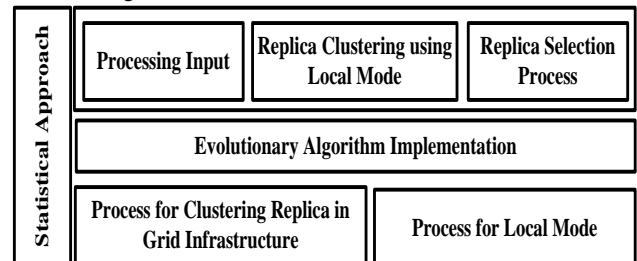 Statistical Approach
Processing Input
Replica Clustering using
Local Mode
Replica Selection
Process
Evolutionary Algorithm Implementation
Process for Clustering Replica in
Grid Infrastructure
Process for Local Mode